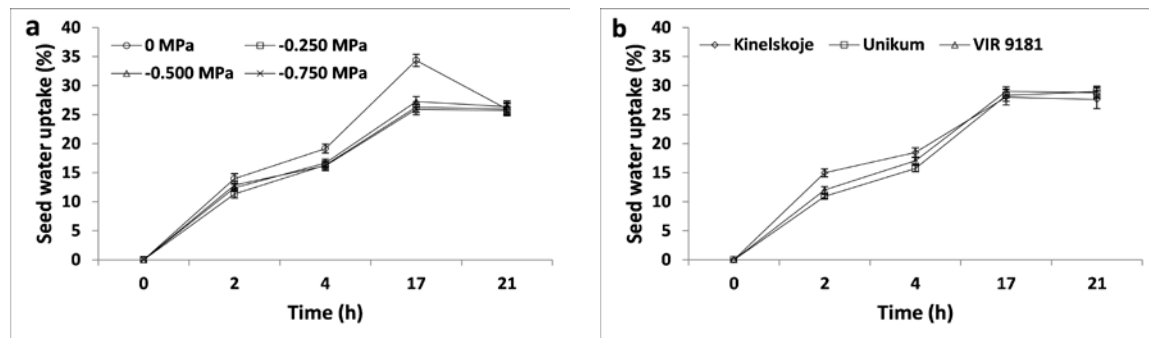 a
0 MPa
-0.250 MPa
-0.500 MPa
-0.750 MPa
Seed water uptake (%)
40
35
30
25
20
15
10
5
0
0 2 4 17 21
Time (h)
b
Kinelskoje Unikum VIR 9181
Seed water uptake (%)
40
35
30
25
20
15
10
5
0
0 2 4 17 21
Time (h)